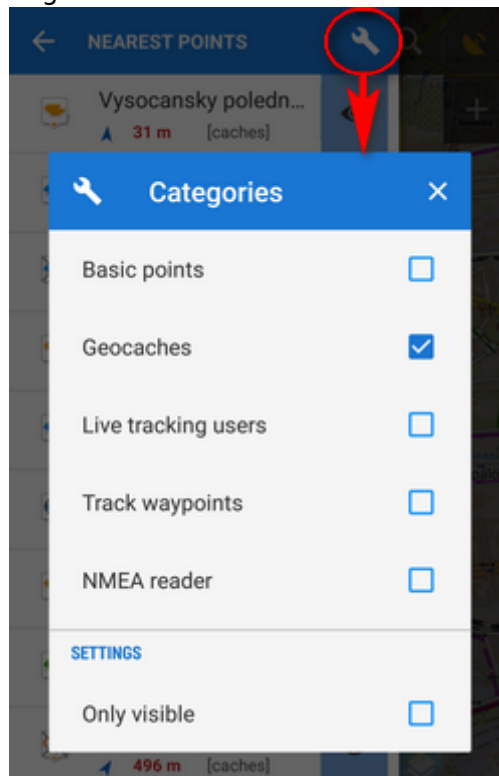 NEAREST POINTS
Vysocansky poledn...
31 m [caches]
Categories
Basic points
Geocaches
Live tracking users
Track waypoints
NMEA reader
SETTINGS
Only visible
496 m [caches]